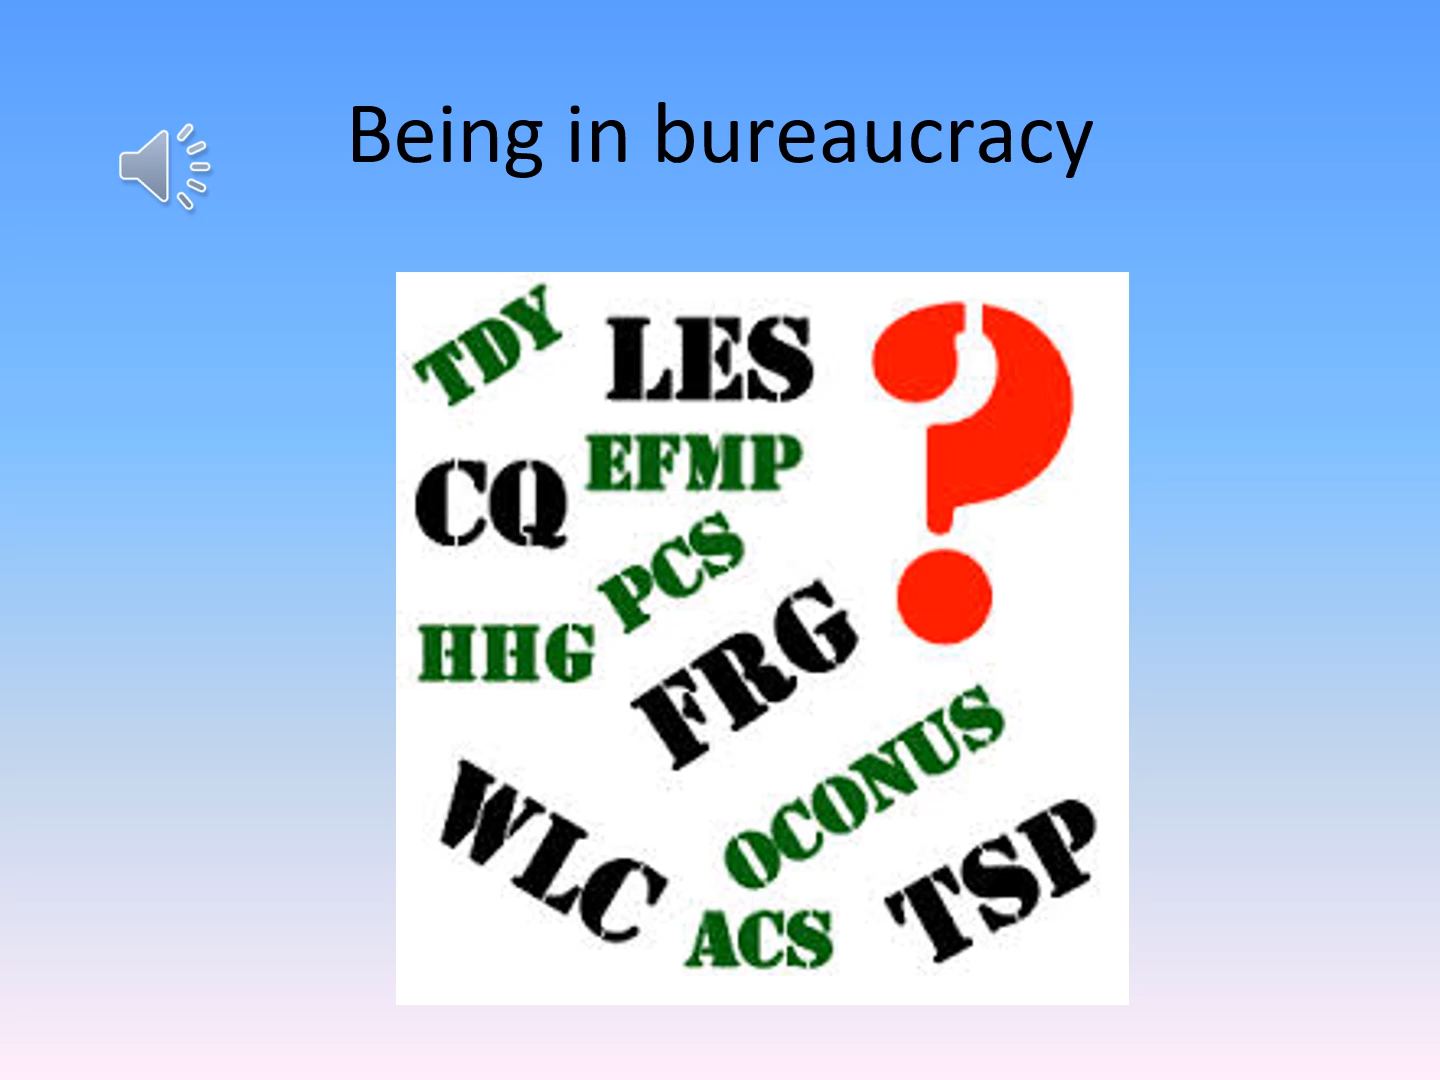 Being in bureaucracy
TDY
LES
?
CQ
EFMP
PCS
HHG
FRG
OCONUS
WLC
TSP
ACS